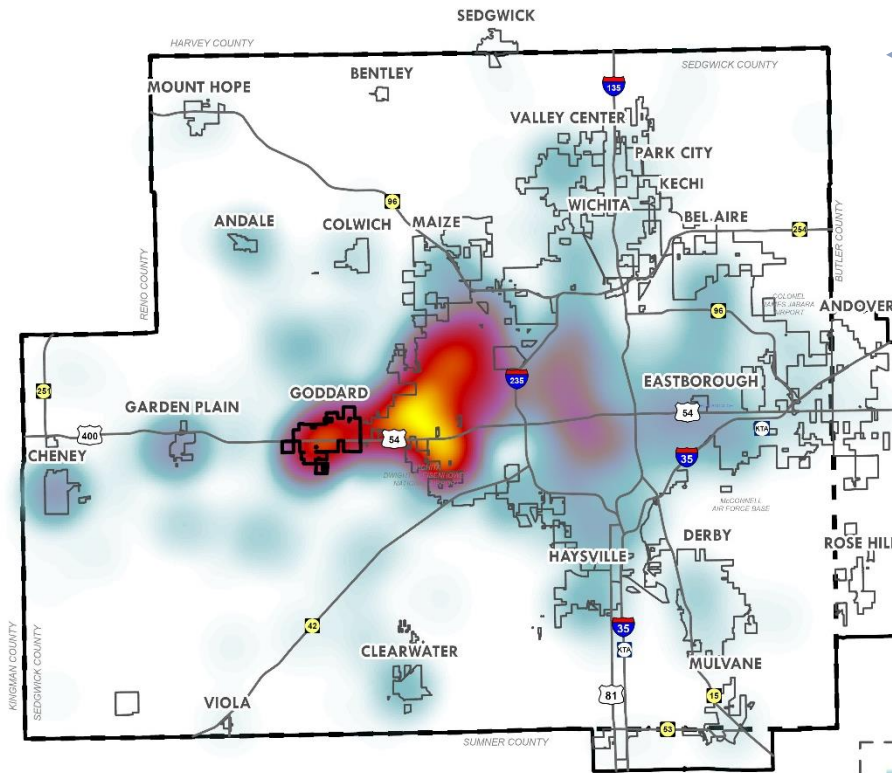 SEDGWICK
HARVEY COUNTY
SEDGWICK COUNTY
BENTLEY
MOUNT HOPE
135
VALLEY CENTER
PARK CITY
KECHI
96
WICHITA
BEL AIRE
ANDALE
COLWICH
MAIZE
254
RENO COUNTY
BUTLER COUNTY
COLONEL
JAMES JABARA
AIRPORT
ANDOVER
96
251
GODDARD
235
EASTBOROUGH
GARDEN PLAIN
54
400
54
KTA
CHENEY
35
DWIGHT D EISENHOWER
MCCONNELL
AIR FORCE BASE
DERBY
HAYSVILLE
ROSE HILL
42
35
KINGMAN COUNTY
SEDGWICK COUNTY
CLEARWATER
KTA
MULVANE
VIOLA
81
15
53
SUMNER COUNTY